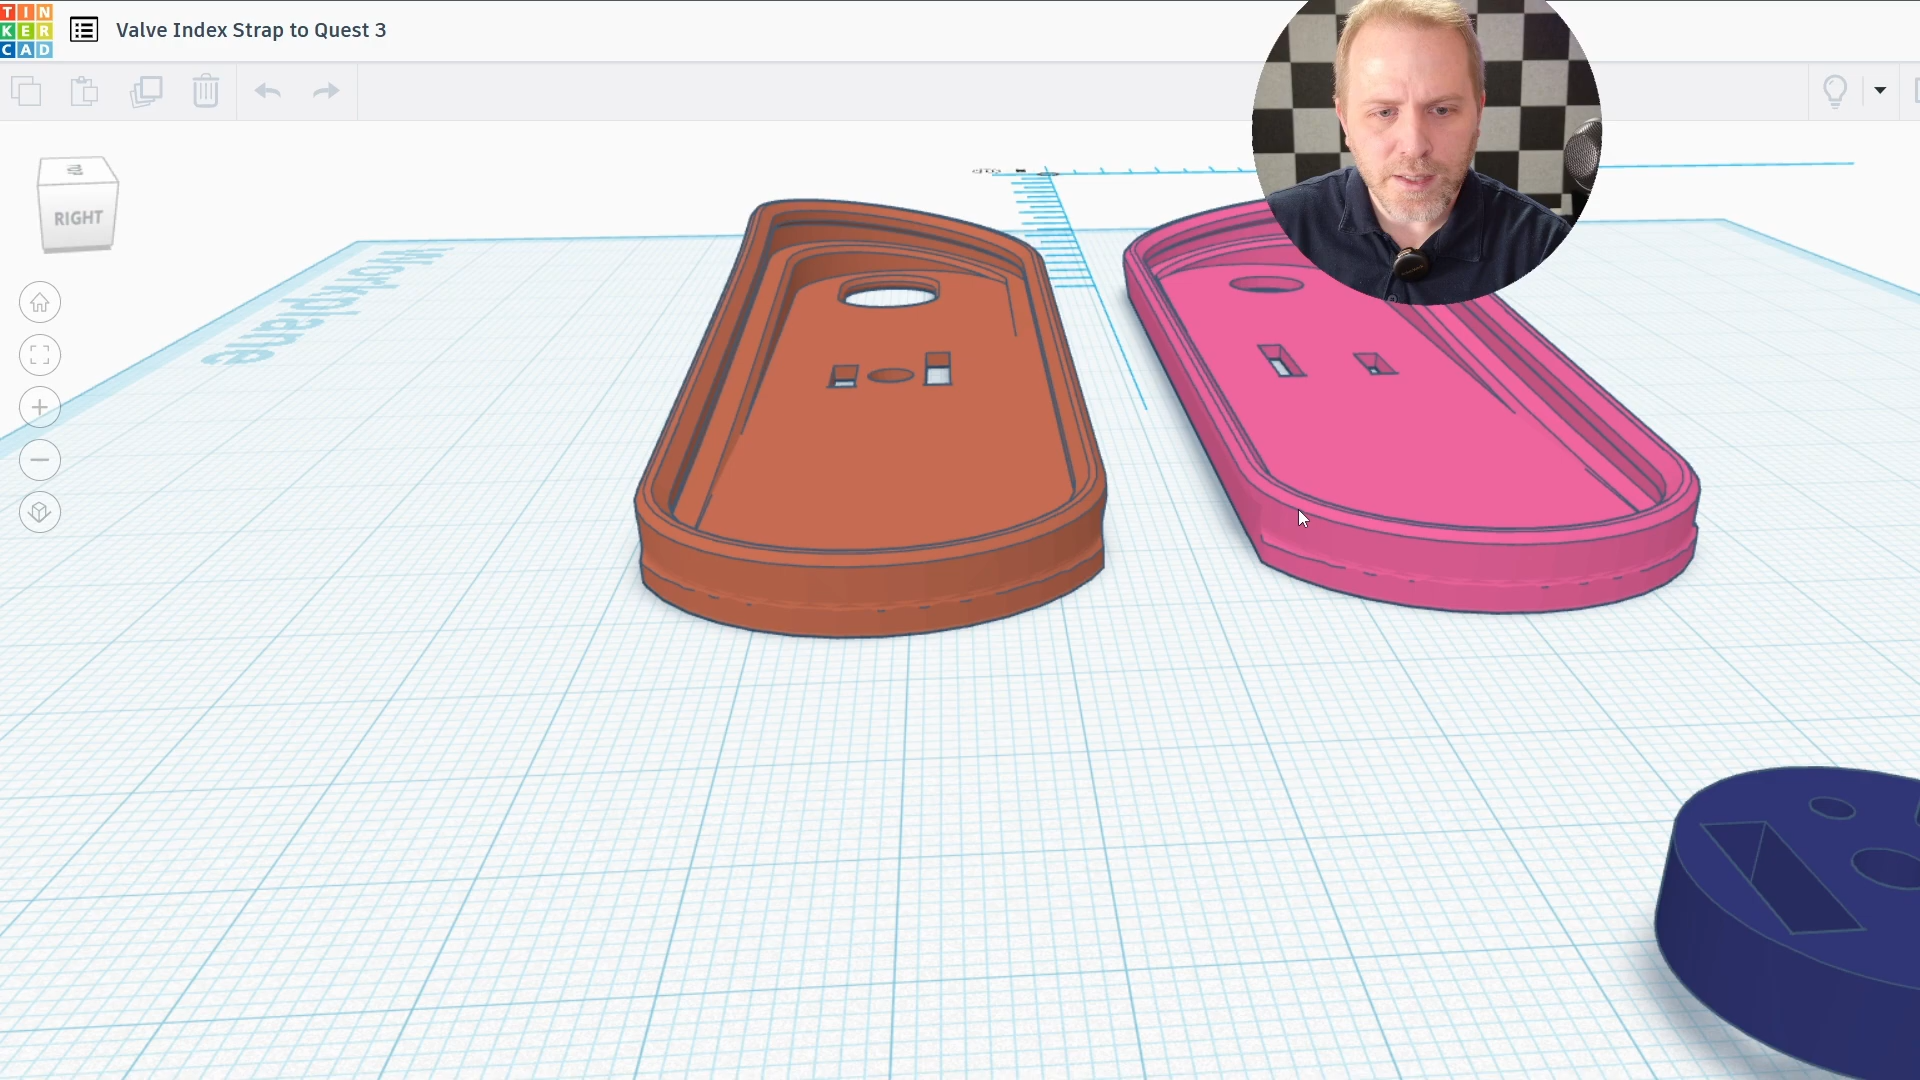 TIN
KER
CAD
Valve Index Strap to Quest 3
RIGHT
Workplane